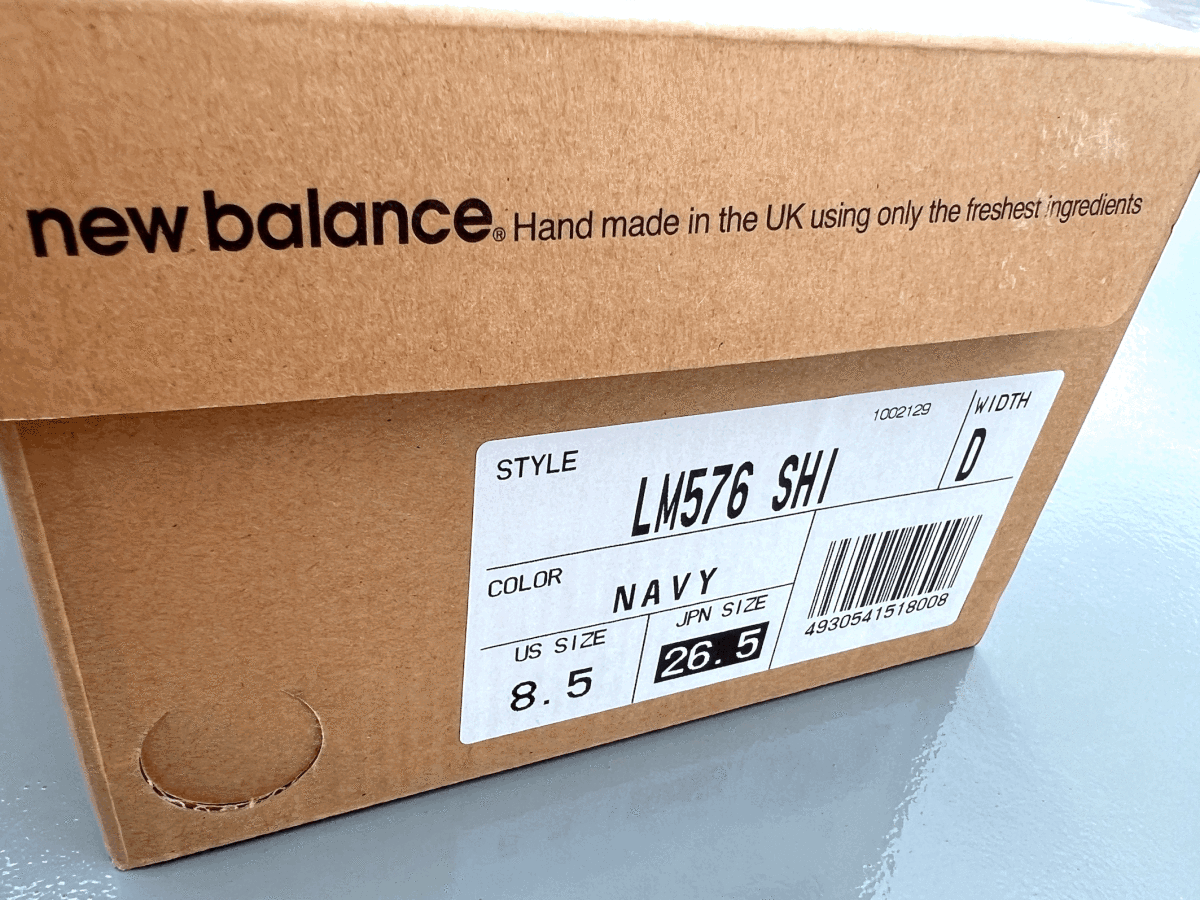 new balance® Hand made in the UK using only the freshest ingredients
1002129
STYLE LM576 SHI
WIDTH D
COLOR NAVY
US SIZE 8.5
JPN SIZE 26.5
4930541518008